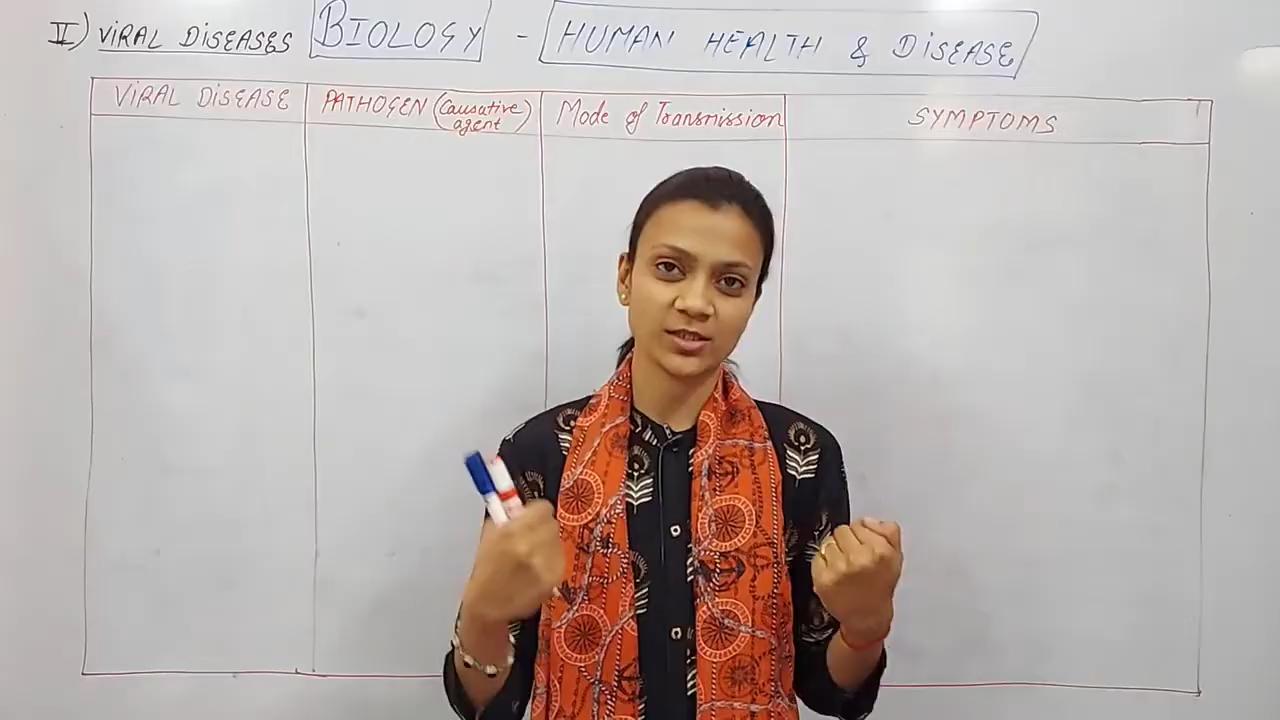 II) VIRAL DISEASES BIOLOGY - HUMAN HEALTH & DISEASE
VIRAL DISEASE
PATHOGEN (Causative agent)
Mode of Transmission
SYMPTOMS